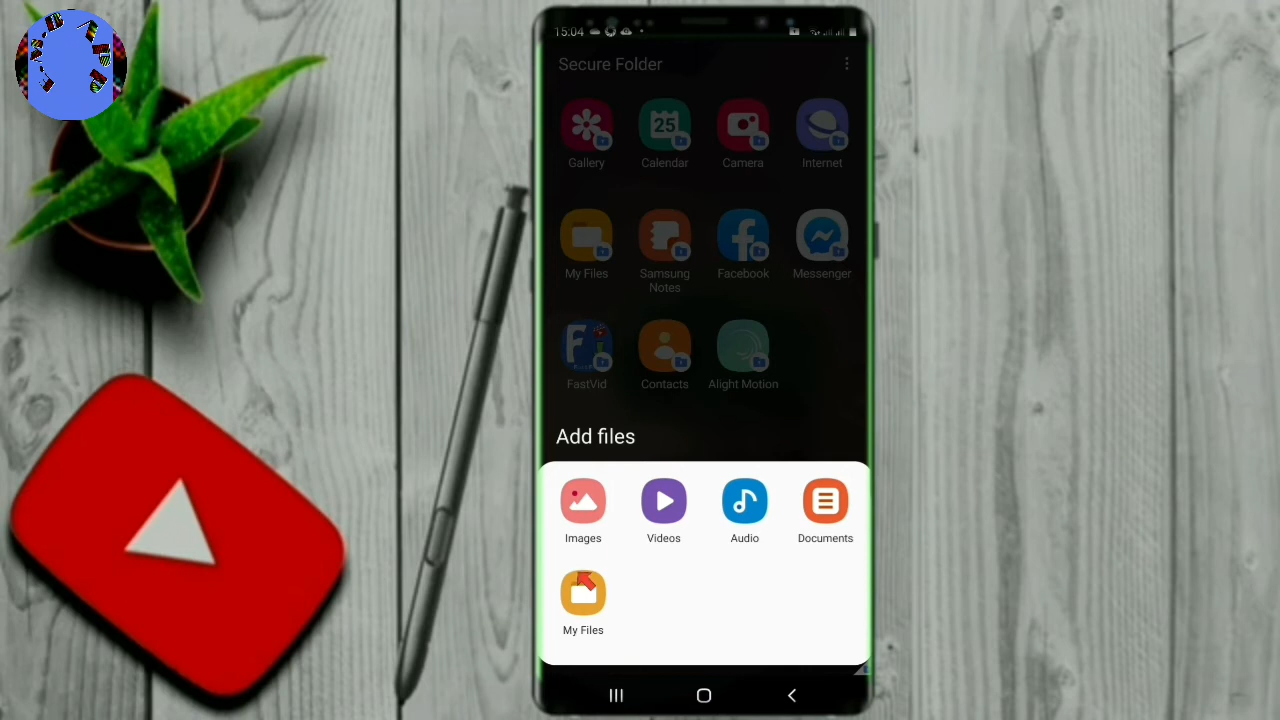 15:04
Secure Folder
Gallery
25
Calendar
Camera
Internet
My Files
Samsung
Notes
Facebook
Messenger
FastVid
Contacts
Alight Motion
Add files
Images
Videos
Audio
Documents
My Files